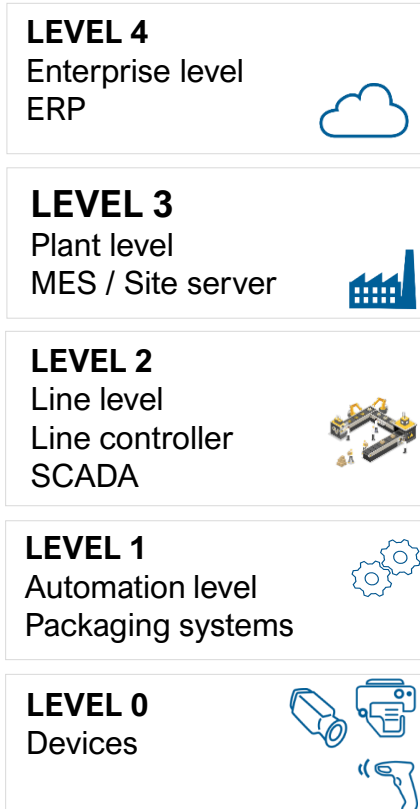 LEVEL 4
Enterprise level
ERP
LEVEL 3
Plant level
MES / Site server
LEVEL 2
Line level
Line controller
SCADA
LEVEL 1
Automation level
Packaging systems
LEVEL 0
Devices